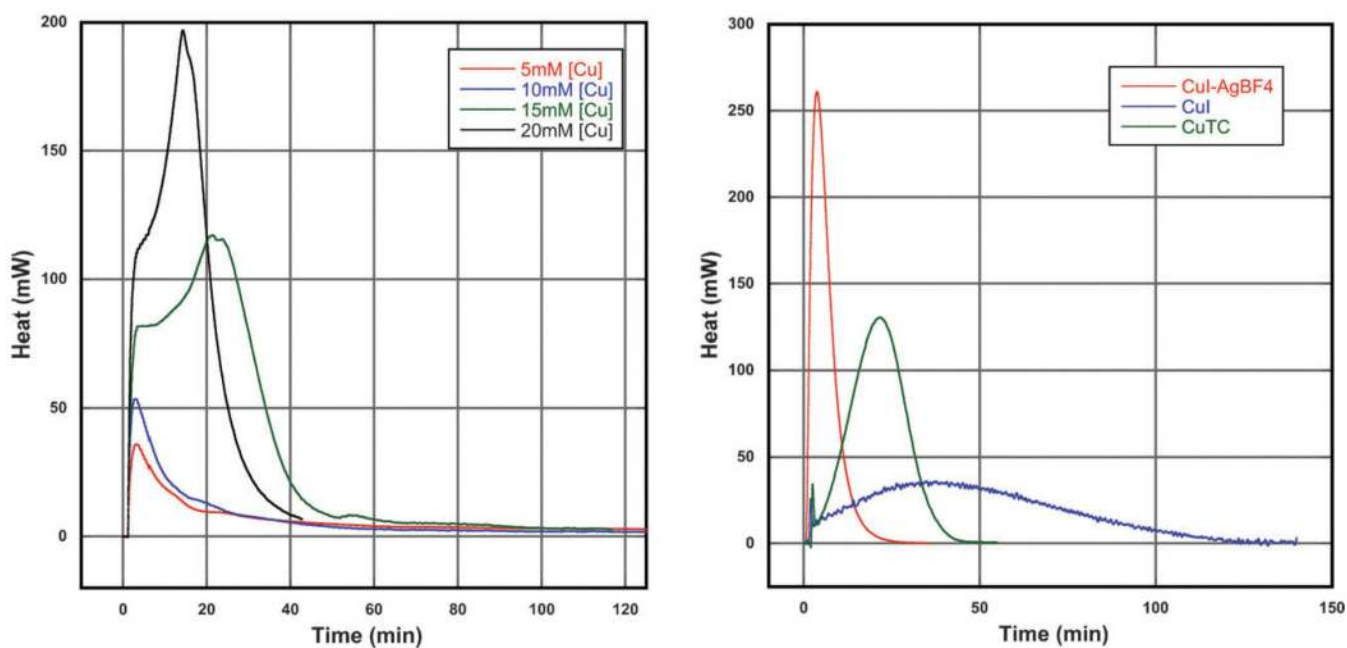 200
150
100
50
0
0 20 40 60 80 100 120
Heat (mW)
Time (min)
5mM [Cu]
10mM [Cu]
15mM [Cu]
20mM [Cu]
300
250
200
150
100
50
0
0 50 100 150
Heat (mW)
Time (min)
CuI-AgBF4
CuI
CuTC